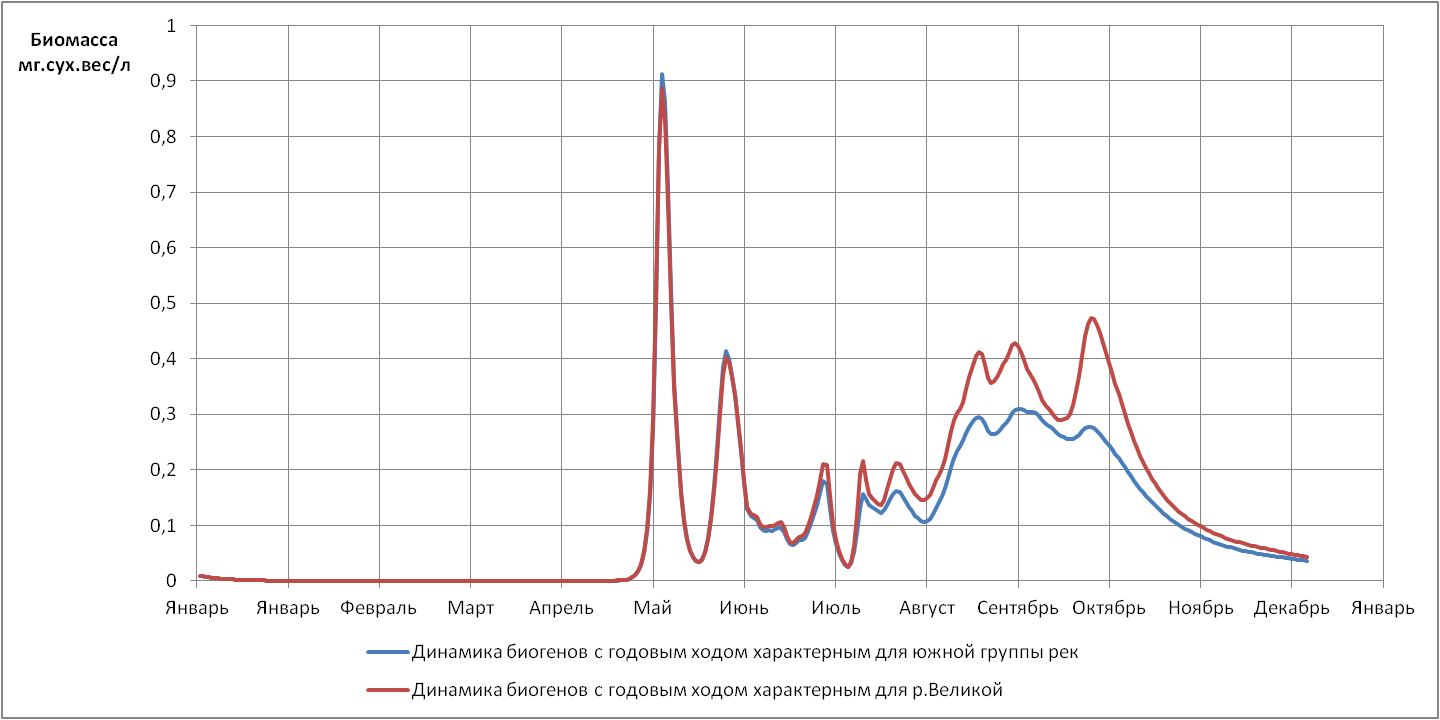 Биомасса
мг.сух.вес/л
1
0,9
0,8
0,7
0,6
0,5
0,4
0,3
0,2
0,1
0
Январь Январь Февраль Март Апрель Май Июнь Июль Август Сентябрь Октябрь Ноябрь Декабрь Январь
Динамика биогенов с годовым ходом характерным для южной группы рек
Динамика биогенов с годовым ходом характерным для р.Великой